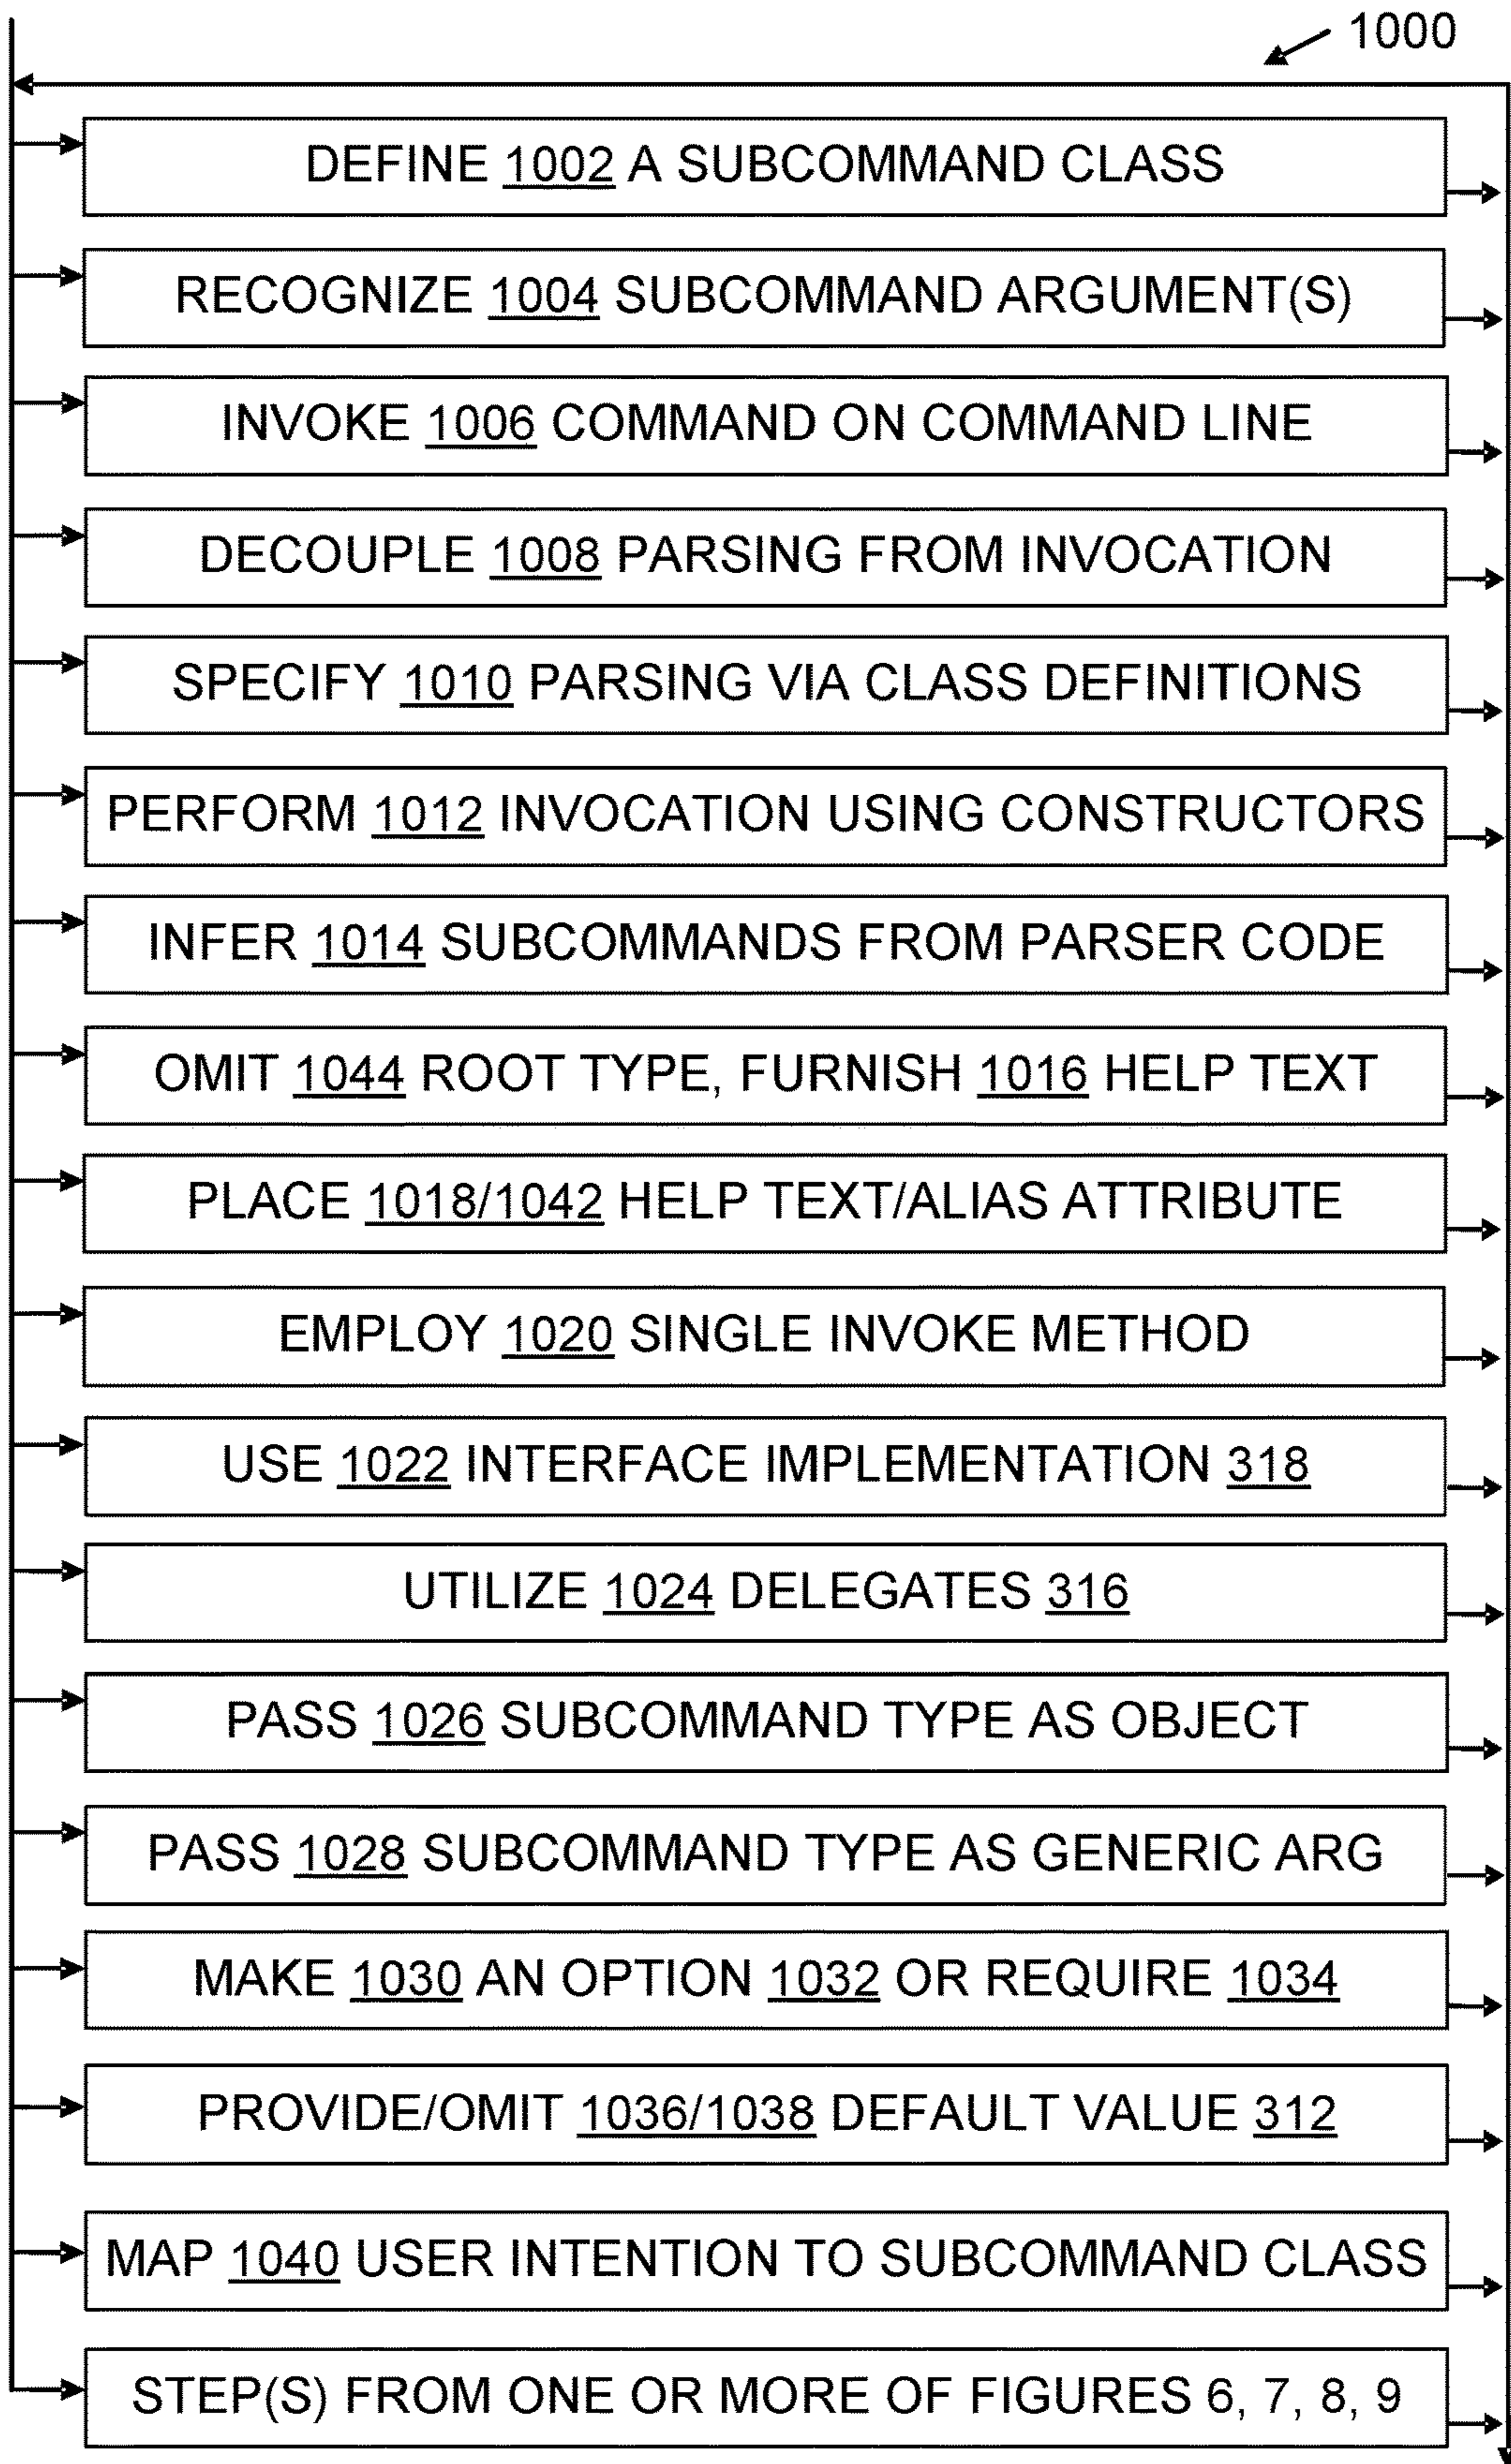 1000
DEFINE 1002 A SUBCOMMAND CLASS
RECOGNIZE 1004 SUBCOMMAND ARGUMENT(S)
INVOKE 1006 COMMAND ON COMMAND LINE
DECOUPLE 1008 PARSING FROM INVOCATION
SPECIFY 1010 PARSING VIA CLASS DEFINITIONS
PERFORM 1012 INVOCATION USING CONSTRUCTORS
INFER 1014 SUBCOMMANDS FROM PARSER CODE
OMIT 1044 ROOT TYPE, FURNISH 1016 HELP TEXT
PLACE 1018/1042 HELP TEXT/ALIAS ATTRIBUTE
EMPLOY 1020 SINGLE INVOKE METHOD
USE 1022 INTERFACE IMPLEMENTATION 318
UTILIZE 1024 DELEGATES 316
PASS 1026 SUBCOMMAND TYPE AS OBJECT
PASS 1028 SUBCOMMAND TYPE AS GENERIC ARG
MAKE 1030 AN OPTION 1032 OR REQUIRE 1034
PROVIDE/OMIT 1036/1038 DEFAULT VALUE 312
MAP 1040 USER INTENTION TO SUBCOMMAND CLASS
STEP(S) FROM ONE OR MORE OF FIGURES 6, 7, 8, 9